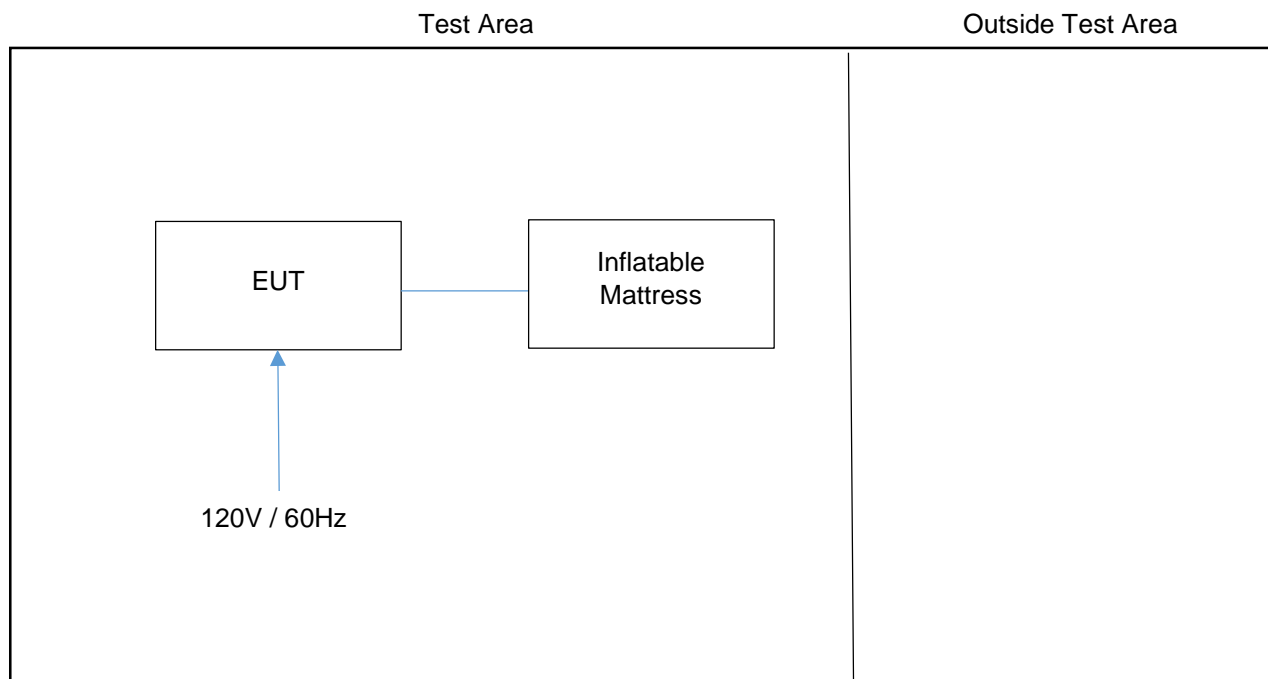 Test Area
Outside Test Area
EUT
Inflatable
Mattress
120V / 60Hz